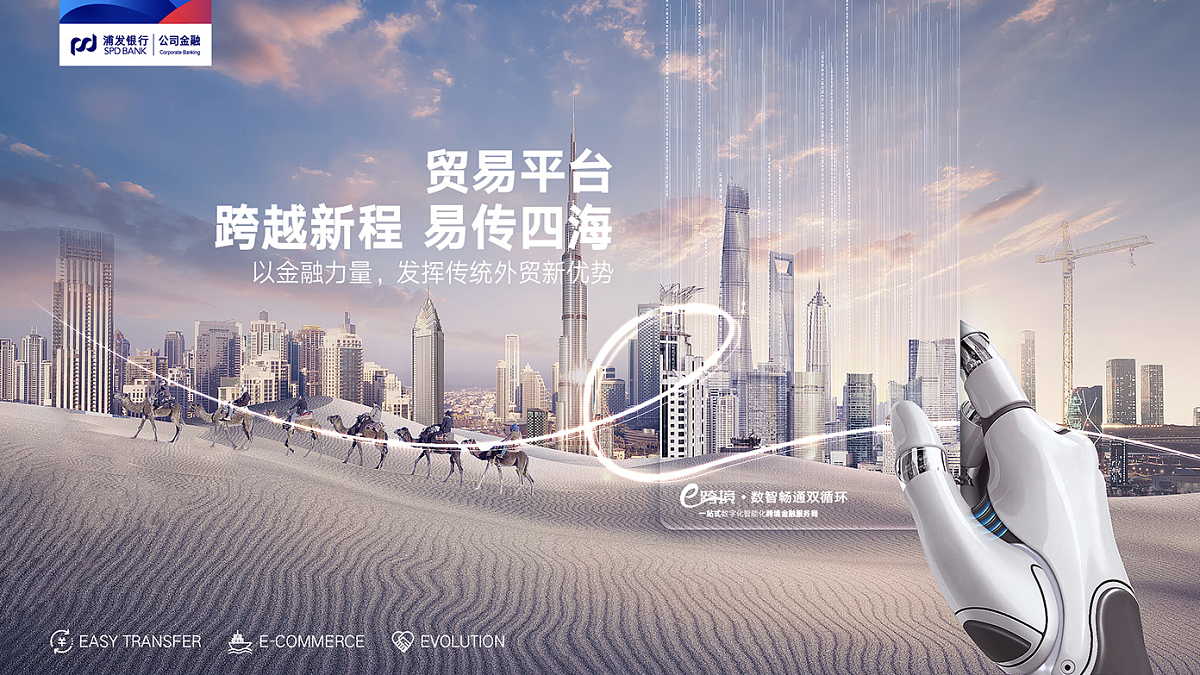 浦发银行 公司金融
SPD BANK Corporate Banking
贸易平台
跨越新程 易传四海
以金融力量，发挥传统外贸新优势
e跨境·数智畅通双循环
一站式数字化智能化跨境金融服务商
EASY TRANSFER E-COMMERCE EVOLUTION